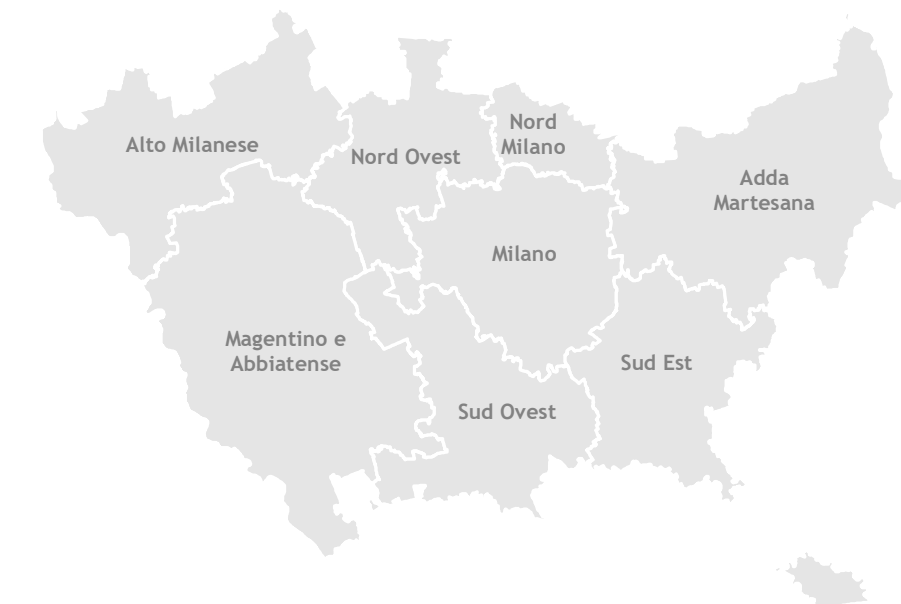 Alto Milanese
Nord Ovest
Nord
Milano
Adda
Martesana
Milano
Magentino e
Abbiatense
Sud Est
Sud Ovest